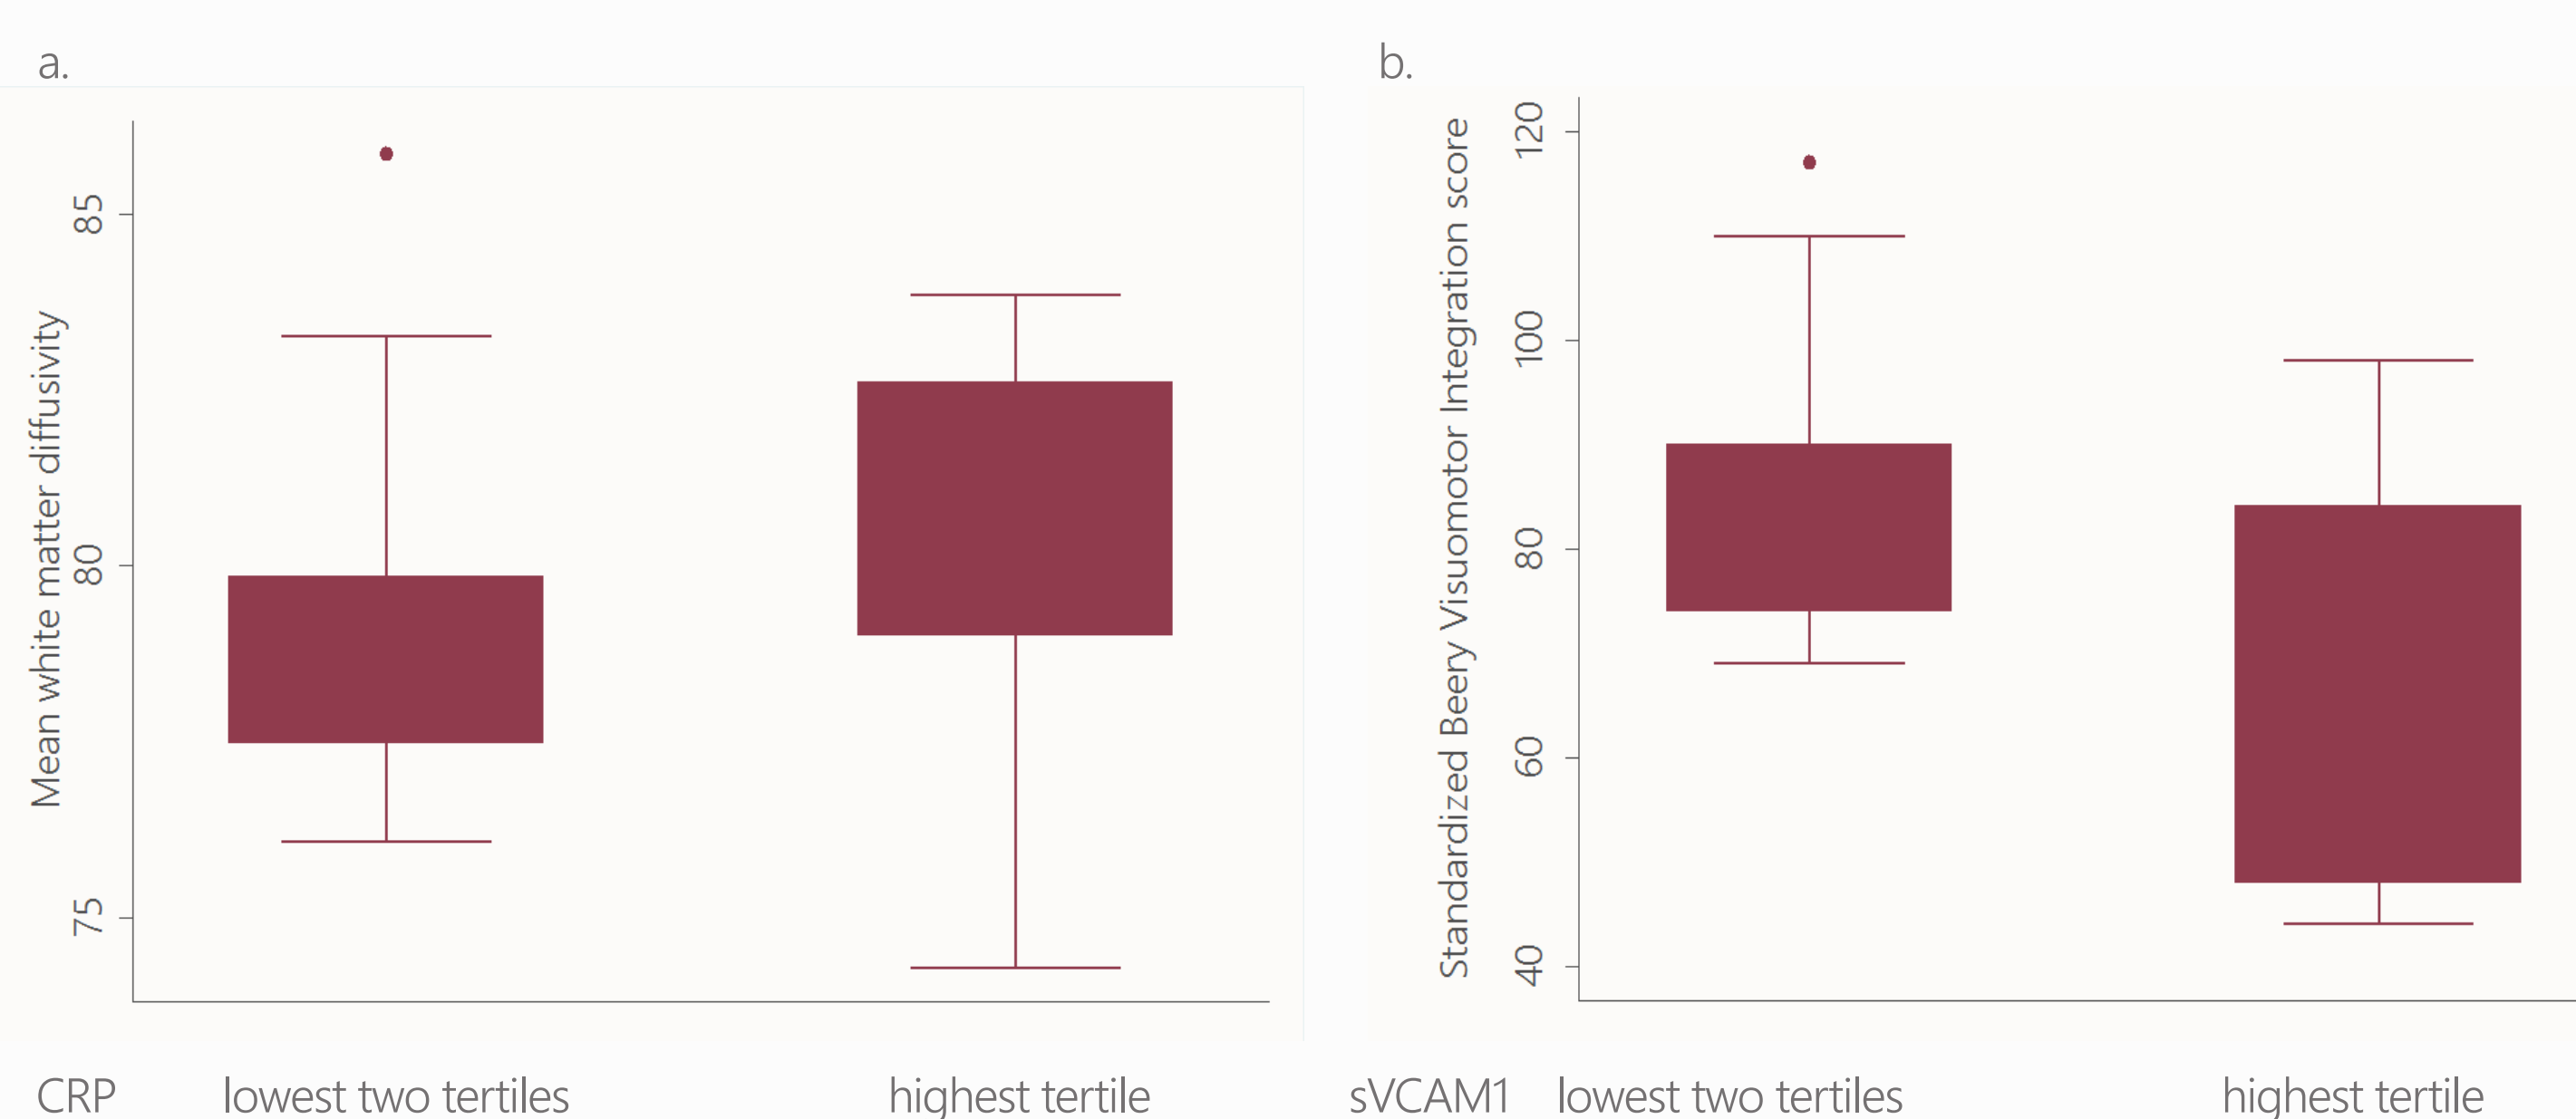 a.
Mean white matter diffusivity
85
80
75
CRP lowest two tertiles highest tertile
b.
Standardized Beery Visuomotor Integration score
120
100
80
60
40
sVCAM1 lowest two tertiles highest tertile